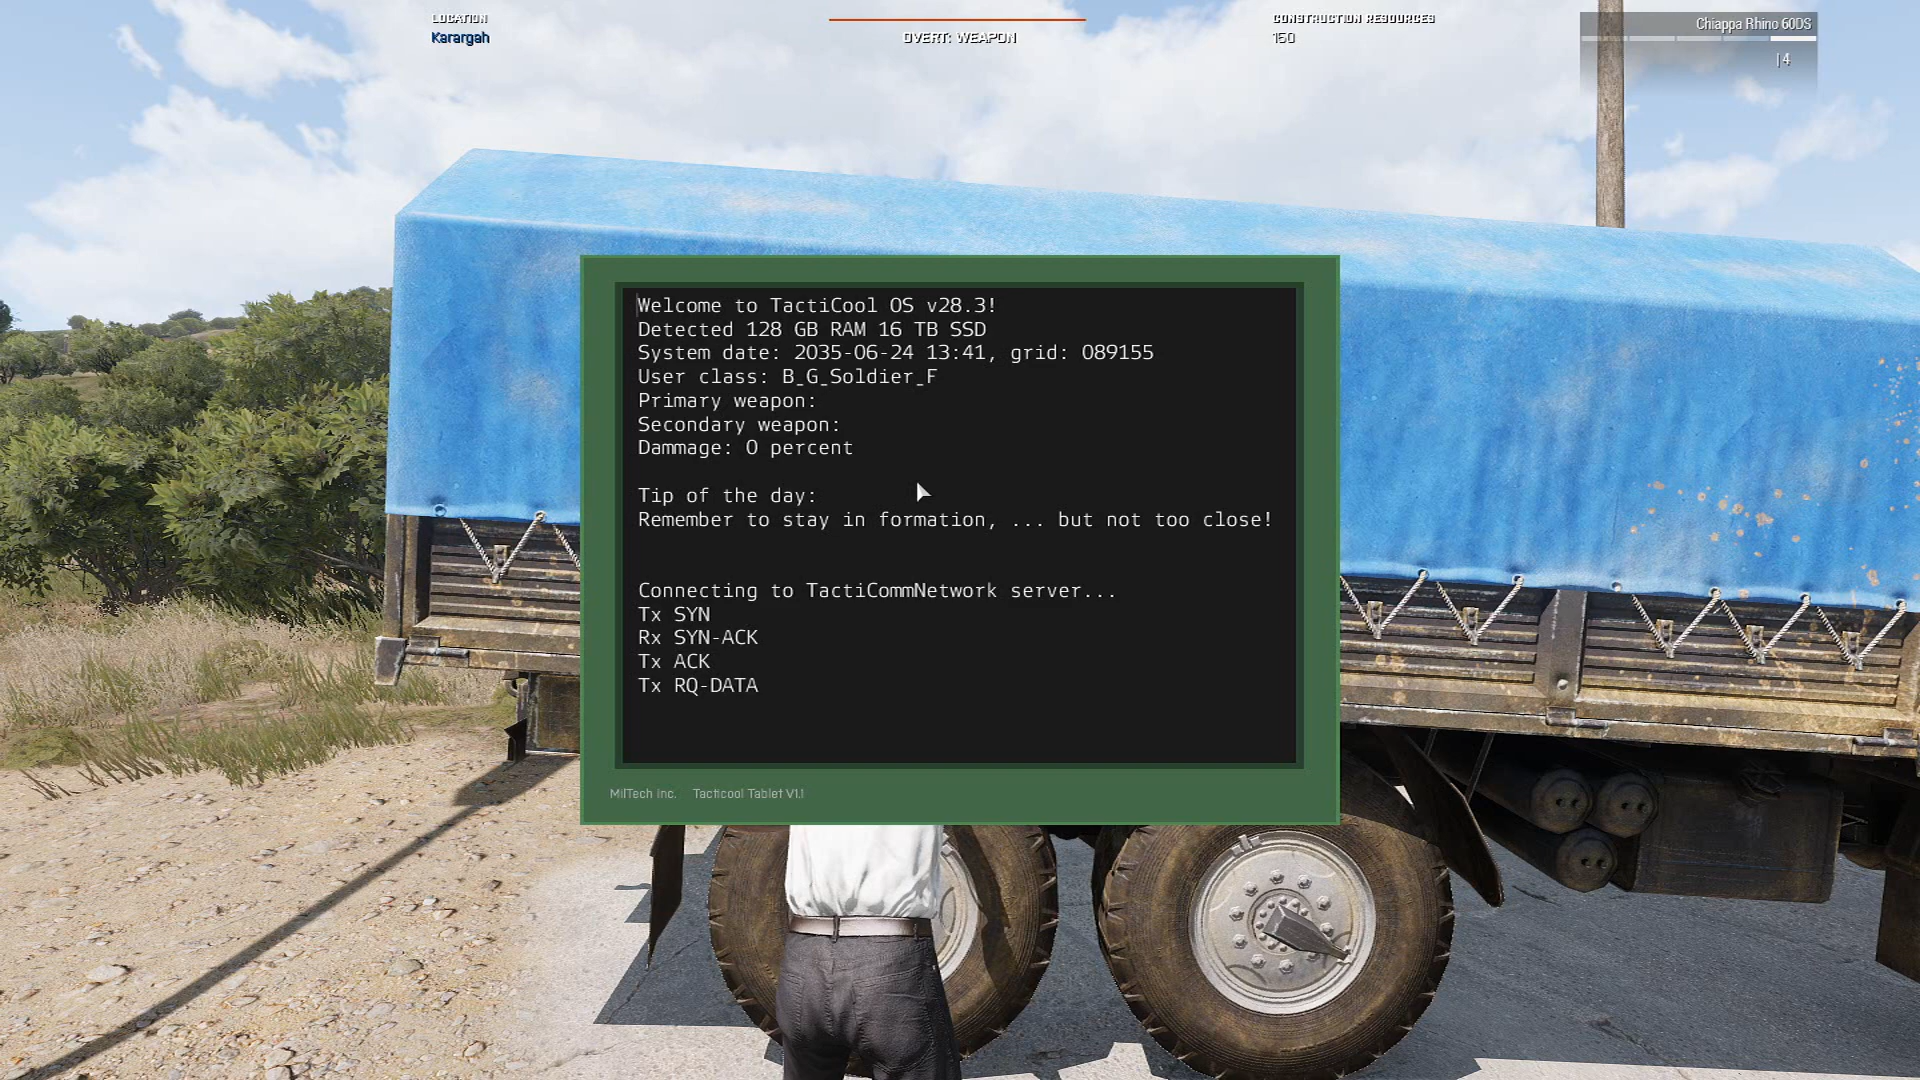 LOCATION
Karargah
OVERT: WEAPON
CONSTRUCTION RESOURCES
150
Chiappa Rhino 60DS
| 4
Welcome to TactiCool OS v28.3!
Detected 128 GB RAM 16 TB SSD
System date: 2035-06-24 13:41, grid: 089155
User class: B_G_Soldier_F
Primary weapon:
Secondary weapon:
Dammage: 0 percent
Tip of the day:
Remember to stay in formation, ... but not too close!
Connecting to TactiCommNetwork server...
Tx SYN
Rx SYN-ACK
Tx ACK
Tx RQ-DATA
MilTech Inc. Tacticool Tablet V1.1